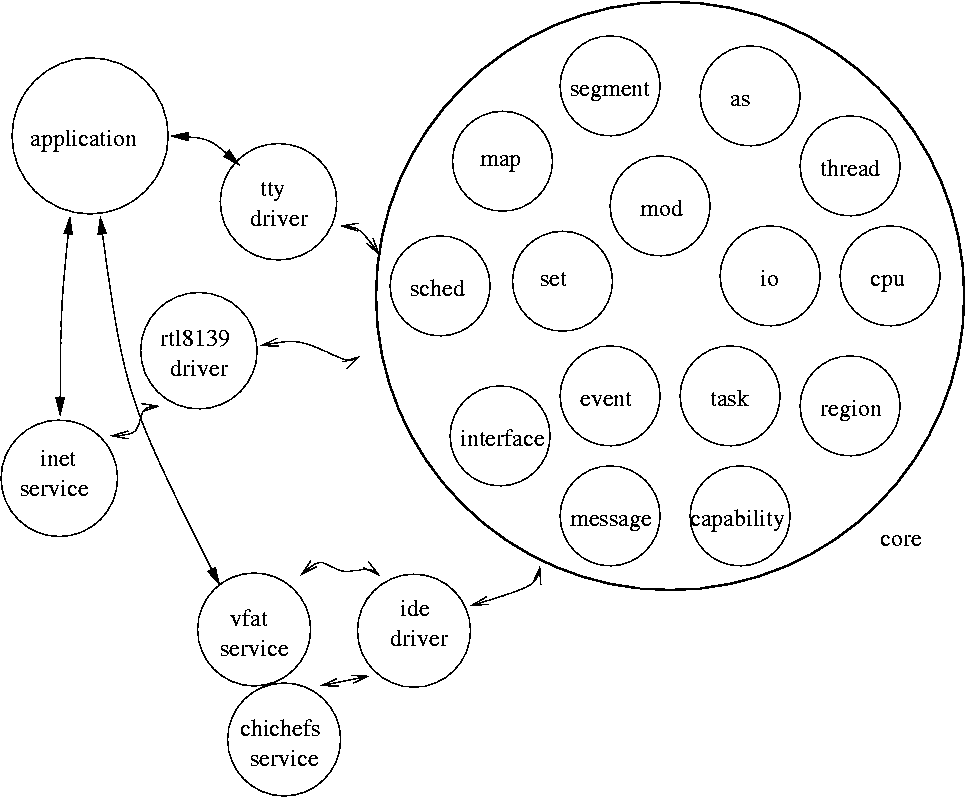 segment
as
application
map
thread
tty
driver
mod
sched
set
io
cpu
rtl8139
driver
event
task
region
interface
inet
service
message
capability
core
vfat
service
ide
driver
chichefs
service